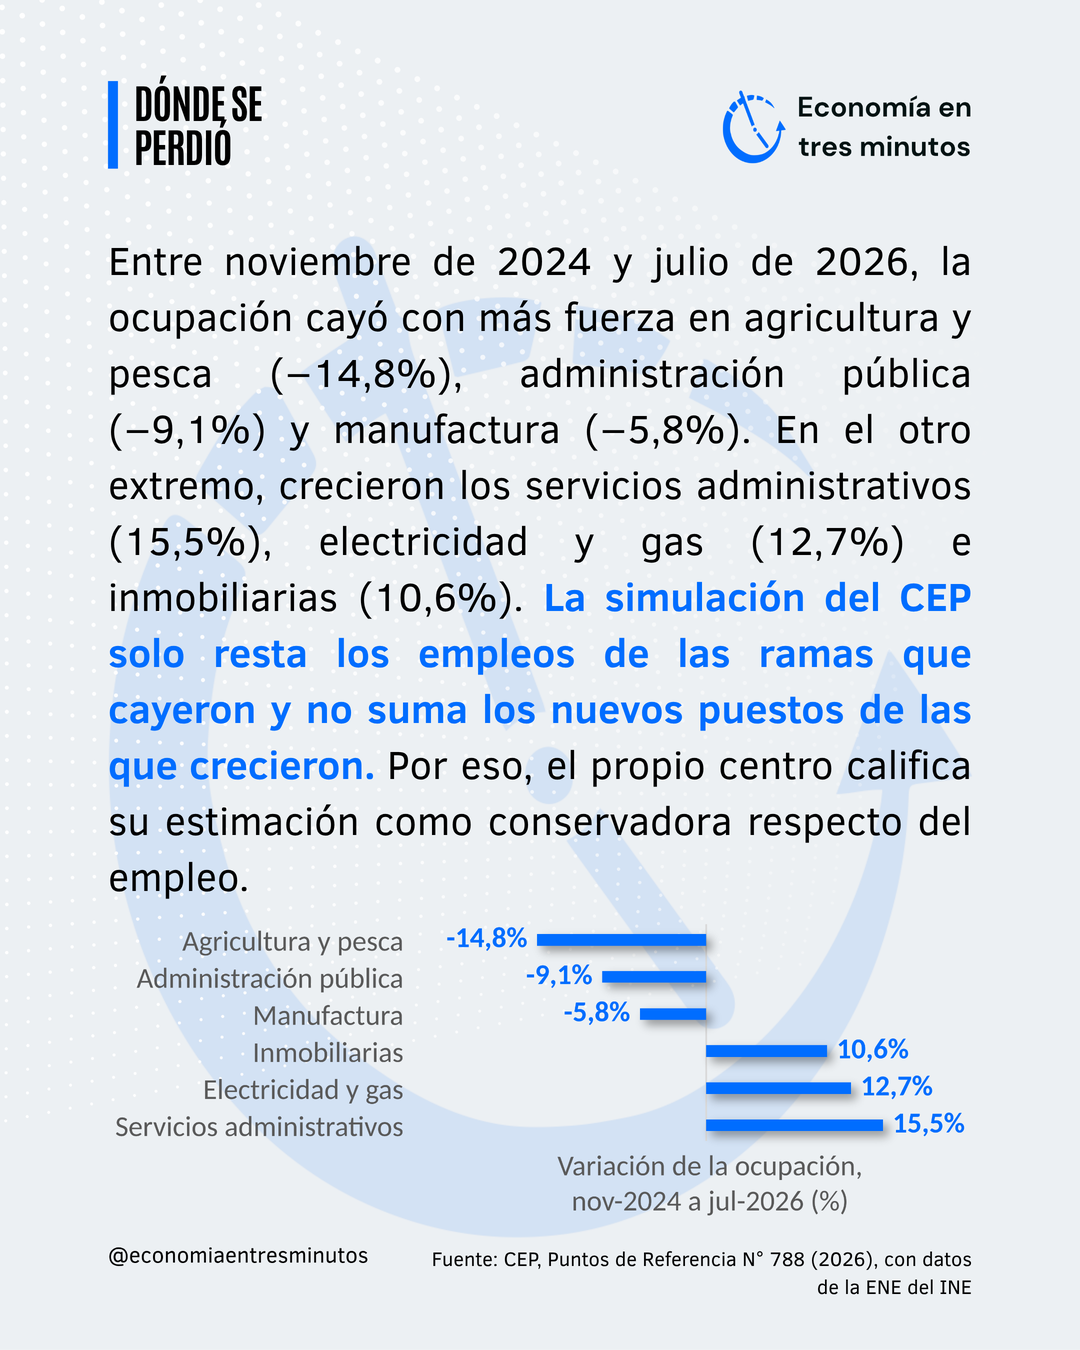 DÓNDE SE
PERDIÓ
Economía en
tres minutos
Entre noviembre de 2024 y julio de 2026, la
ocupación cayó con más fuerza en agricultura y
pesca (−14,8%), administración pública
(−9,1%) y manufactura (−5,8%). En el otro
extremo, crecieron los servicios administrativos
(15,5%), electricidad y gas (12,7%) e
inmobiliarias (10,6%). La simulación del CEP
solo resta los empleos de las ramas que
cayeron y no suma los nuevos puestos de las
que crecieron. Por eso, el propio centro califica
su estimación como conservadora respecto del
empleo.
Agricultura y pesca -14,8%
Administración pública -9,1%
Manufactura -5,8%
Inmobiliarias 10,6%
Electricidad y gas 12,7%
Servicios administrativos 15,5%
Variación de la ocupación,
nov-2024 a jul-2026 (%)
@economiaentresminutos
Fuente: CEP, Puntos de Referencia N° 788 (2026), con datos
de la ENE del INE